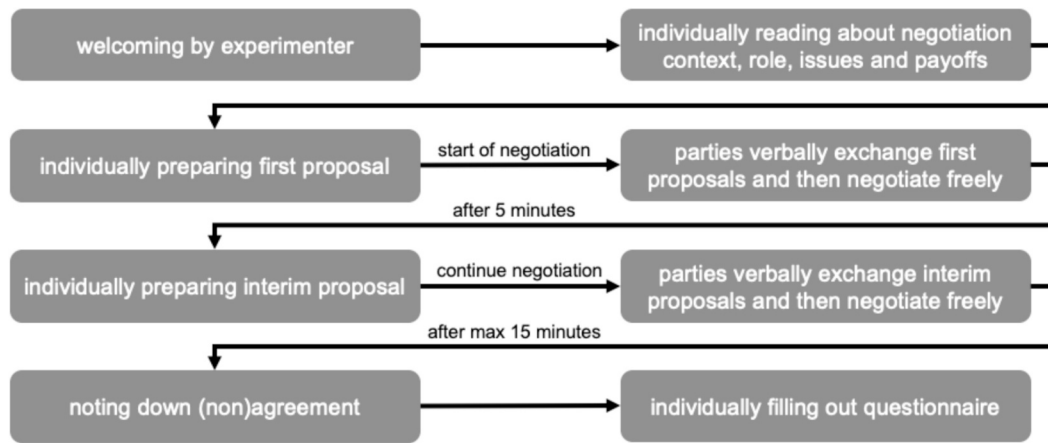 welcoming by experimenter
individually reading about negotiation
context, role, issues and payoffs
individually preparing first proposal
start of negotiation
parties verbally exchange first
proposals and then negotiate freely
after 5 minutes
individually preparing interim proposal
continue negotiation
parties verbally exchange interim
proposals and then negotiate freely
after max 15 minutes
noting down (non)agreement
individually filling out questionnaire